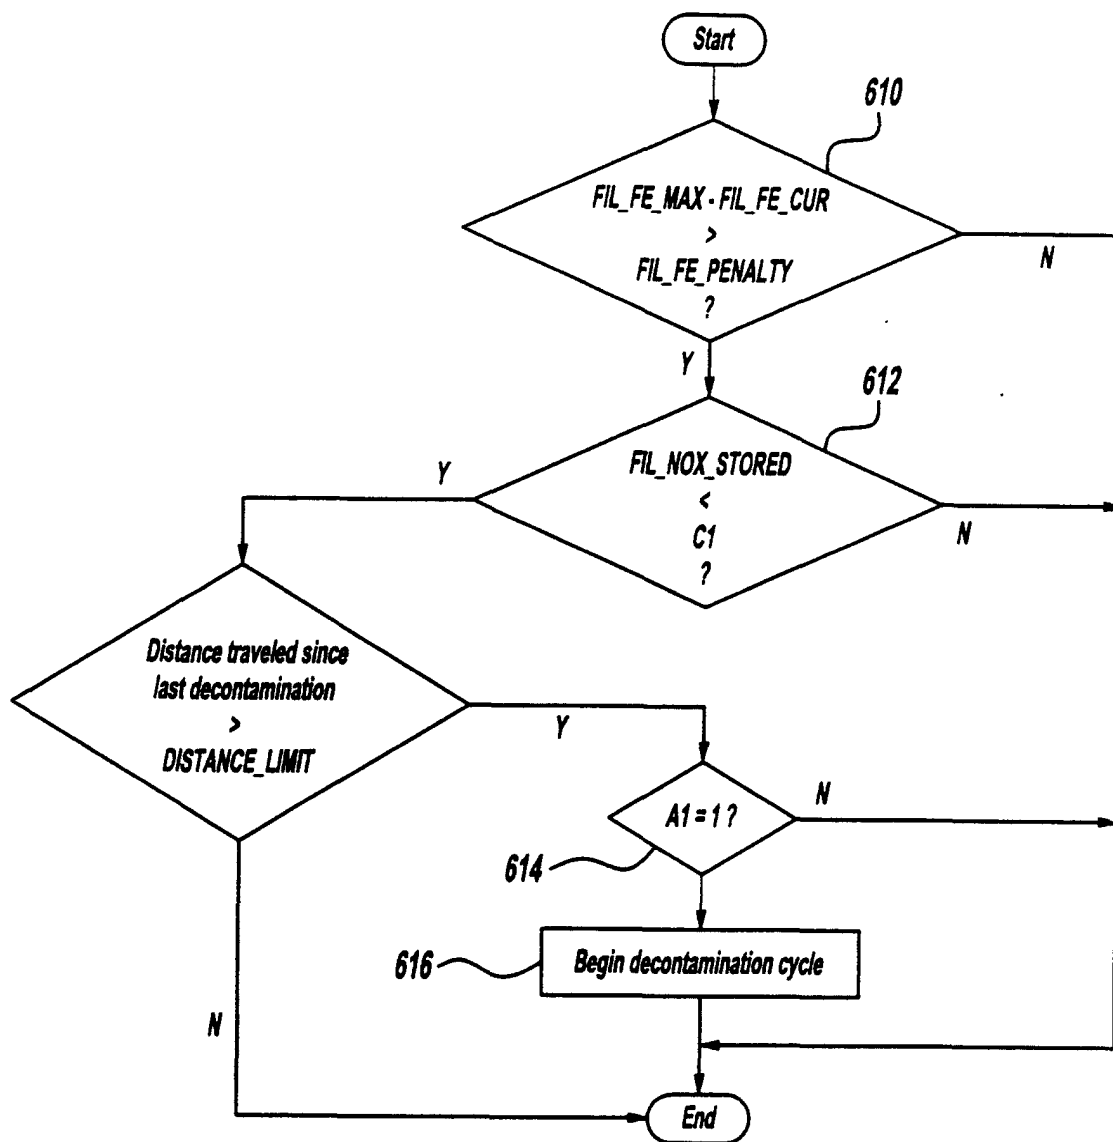 Start
610
FIL_FE_MAX - FIL_FE_CUR
>
FIL_FE_PENALTY
?
N
Y
612
FIL_NOX_STORED
<
C1
?
Y
N
Distance traveled since
last decontamination
>
DISTANCE_LIMIT
Y
A1 = 1 ?
N
614
616
Begin decontamination cycle
N
End